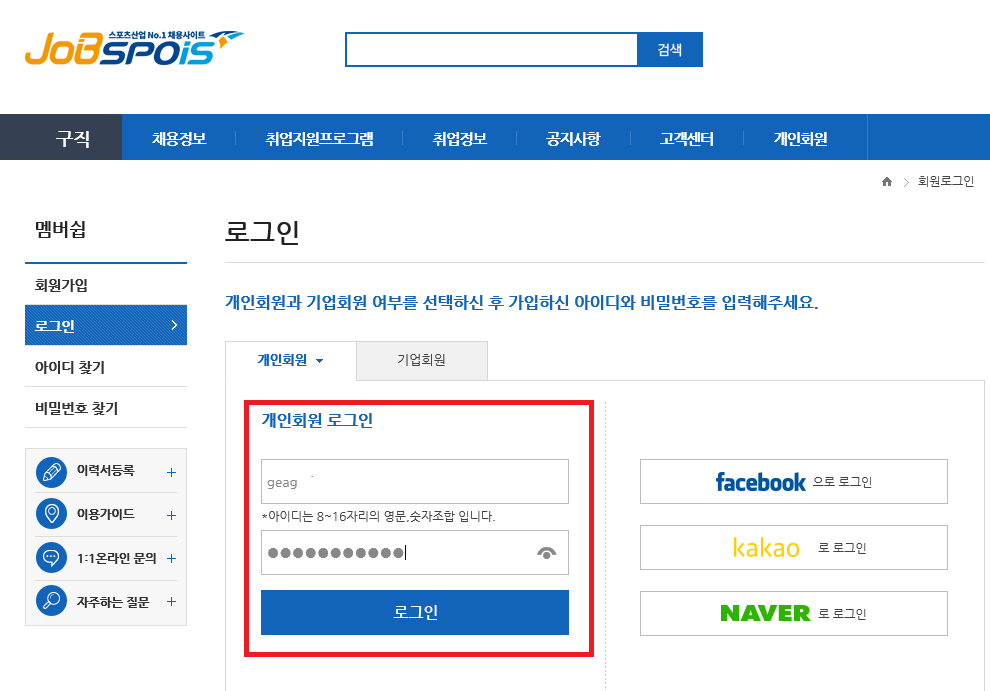 스포츠산업 No.1 채용사이트
JOBSPOIS
검색
구직 채용정보 취업지원프로그램 취업정보 공지사항 고객센터 개인회원
회원로그인
멤버쉽
회원가입
로그인
아이디 찾기
비밀번호 찾기
이력서등록
이용가이드
1:1온라인 문의
자주하는 질문
로그인
개인회원과 기업회원 여부를 선택하신 후 가입하신 아이디와 비밀번호를 입력해주세요.
개인회원 기업회원
개인회원 로그인
geag
*아이디는 8~16자리의 영문,숫자조합 입니다.
로그인
facebook 으로 로그인
kakao 로 로그인
NAVER 로 로그인